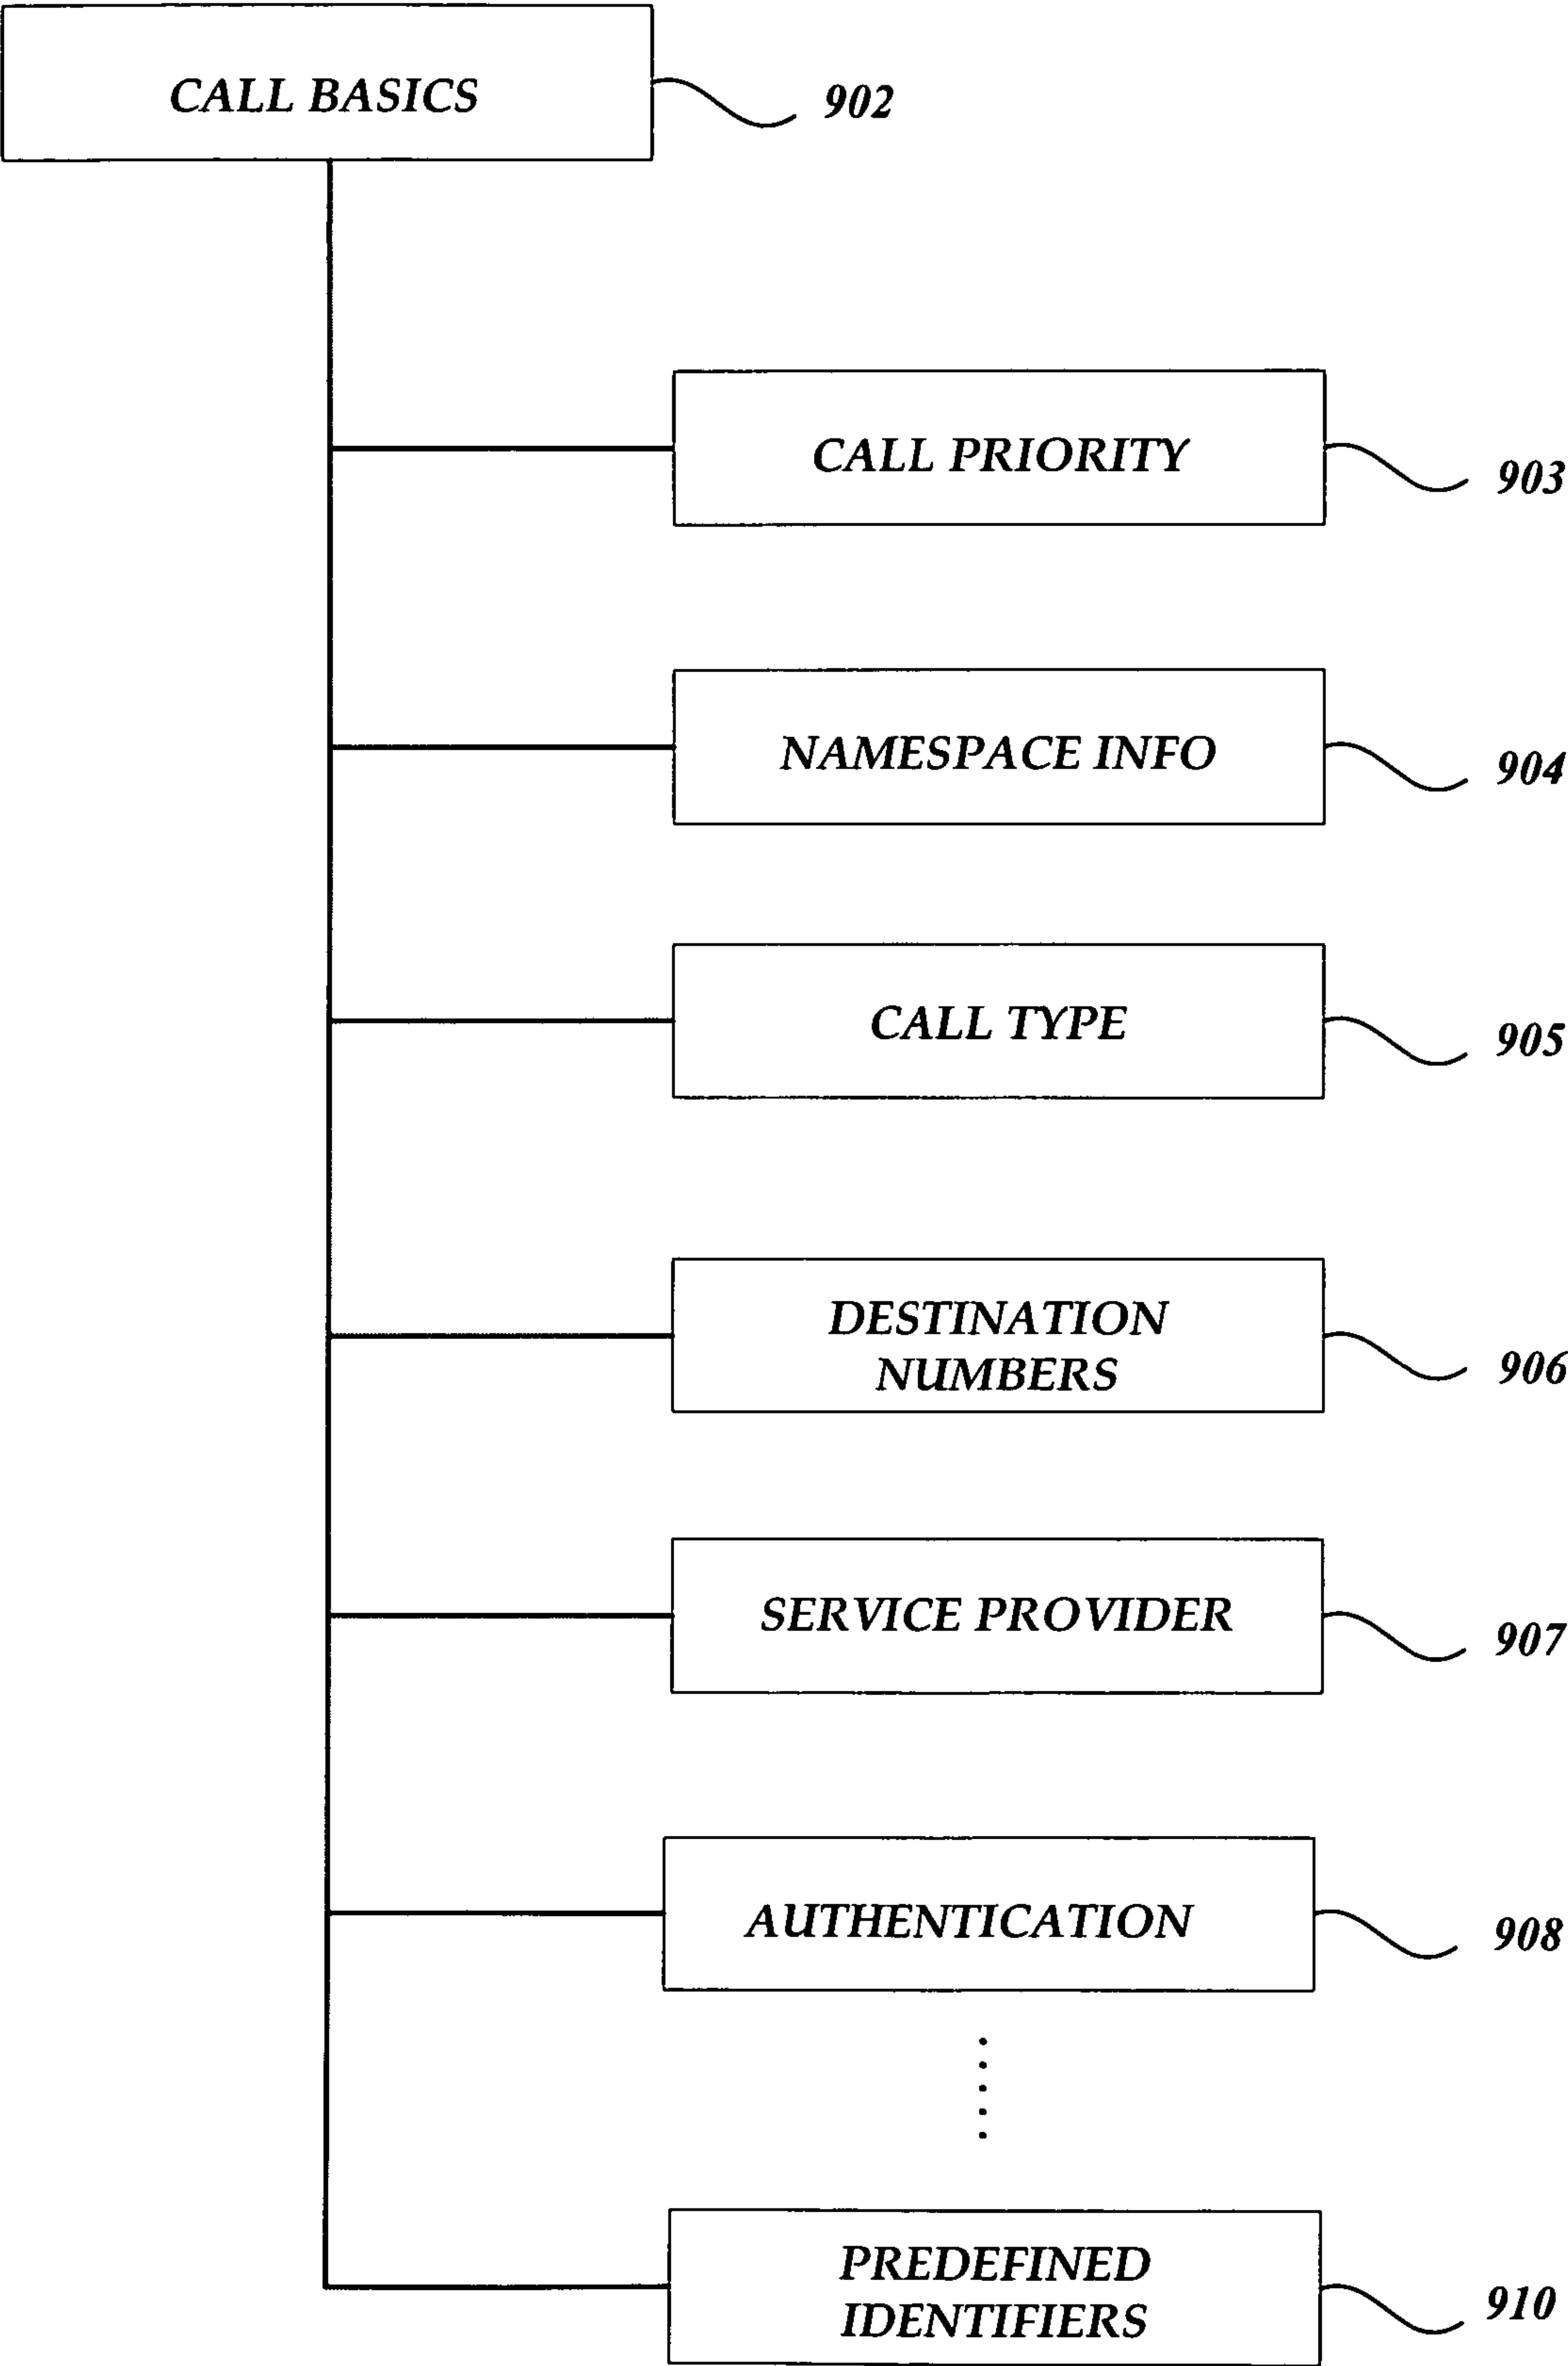 CALL BASICS
902
CALL PRIORITY
903
NAMESPACE INFO
904
CALL TYPE
905
DESTINATION
NUMBERS
906
SERVICE PROVIDER
907
AUTHENTICATION
908
PREDEFINED
IDENTIFIERS
910